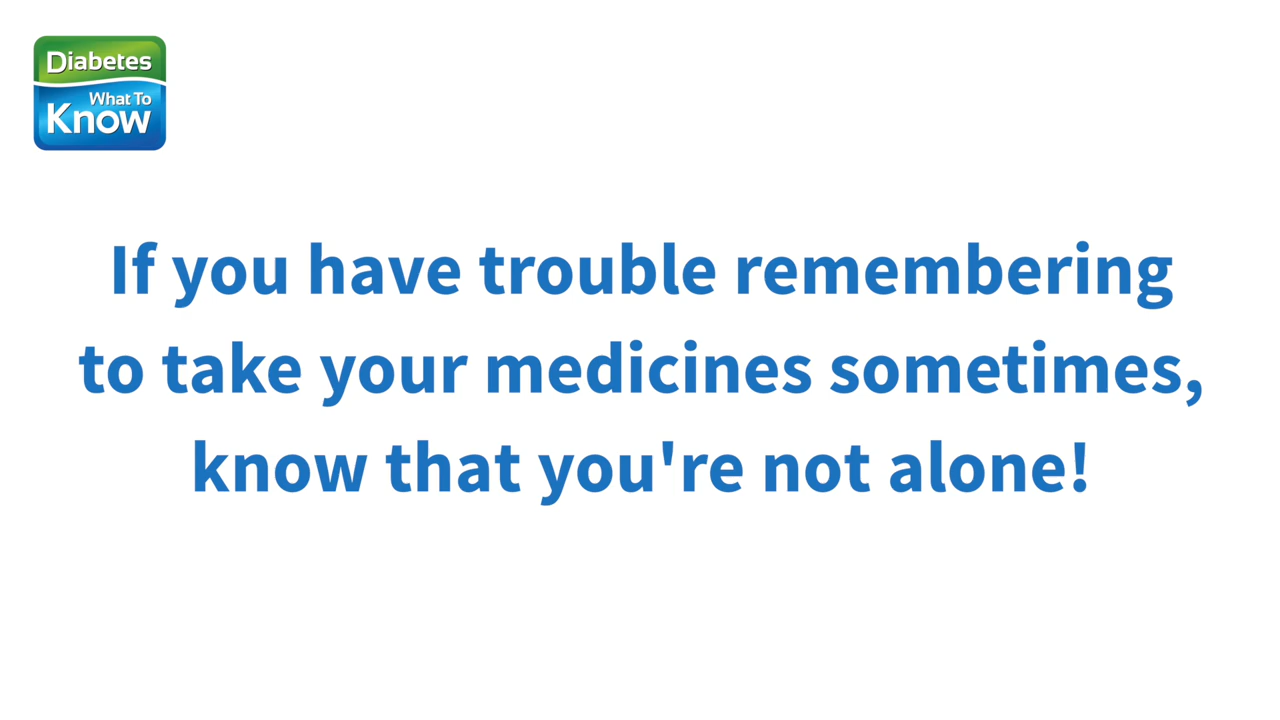 Diabetes
What To
Know
If you have trouble remembering
to take your medicines sometimes,
know that you're not alone!